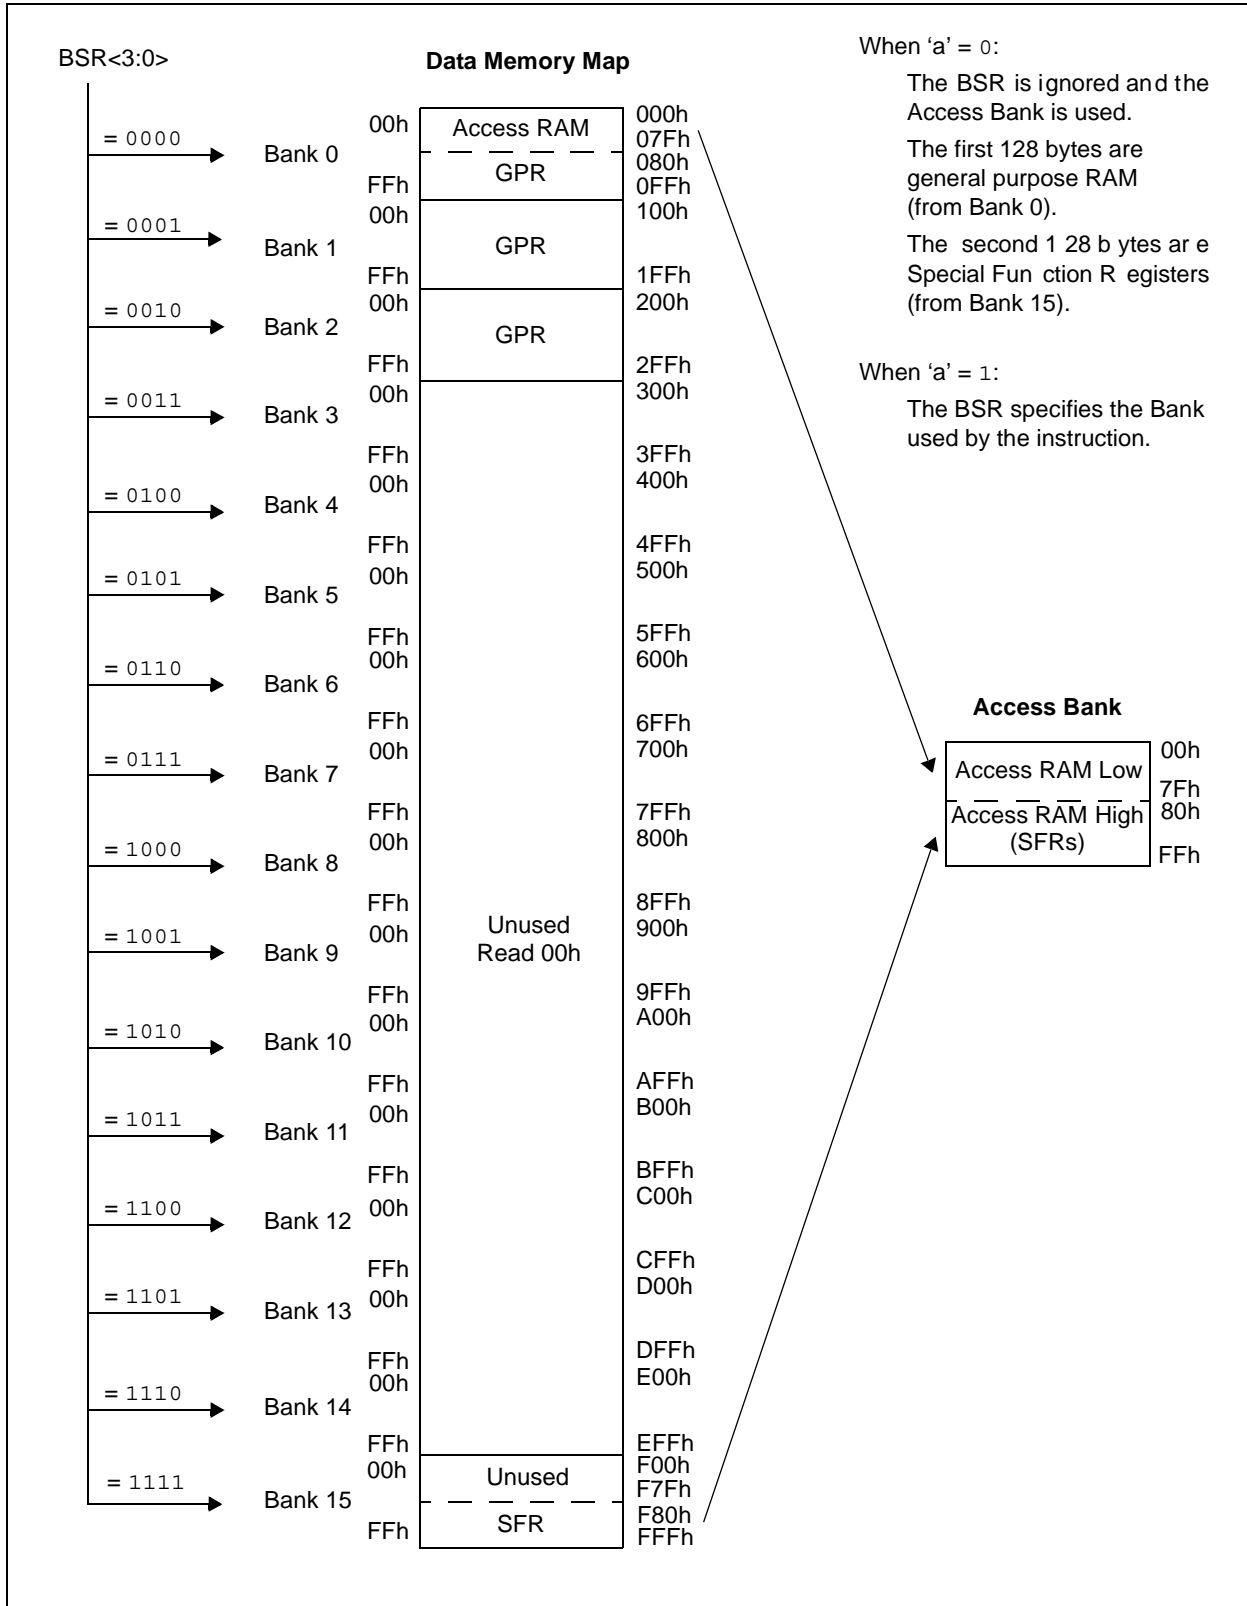 BSR<3:0>
Data Memory Map
When ‘a’ = 0:
The BSR is ignored and the
Access Bank is used.
The first 128 bytes are
general purpose RAM
(from Bank 0).
The second 1 28 b ytes ar e
Special Fun ction R egisters
(from Bank 15).
When ‘a’ = 1:
The BSR specifies the Bank
used by the instruction.
= 0000
Bank 0
00h
Access RAM
000h
07Fh
GPR
080h
FFh
0FFh
= 0001
Bank 1
00h
GPR
100h
FFh
1FFh
= 0010
Bank 2
00h
GPR
200h
FFh
2FFh
= 0011
Bank 3
00h
300h
FFh
3FFh
= 0100
Bank 4
00h
400h
FFh
4FFh
= 0101
Bank 5
00h
500h
FFh
5FFh
= 0110
Bank 6
00h
600h
FFh
6FFh
= 0111
Bank 7
00h
700h
FFh
7FFh
= 1000
Bank 8
00h
800h
FFh
8FFh
= 1001
Bank 9
00h
Unused
Read 00h
900h
FFh
9FFh
= 1010
Bank 10
00h
A00h
FFh
AFFh
= 1011
Bank 11
00h
B00h
FFh
BFFh
= 1100
Bank 12
00h
C00h
FFh
CFFh
= 1101
Bank 13
00h
D00h
FFh
DFFh
= 1110
Bank 14
00h
E00h
FFh
EFFh
= 1111
Bank 15
00h
Unused
F00h
F7Fh
SFR
F80h
FFh
FFFh
Access Bank
Access RAM Low
00h
7Fh
Access RAM High
(SFRs)
80h
FFh